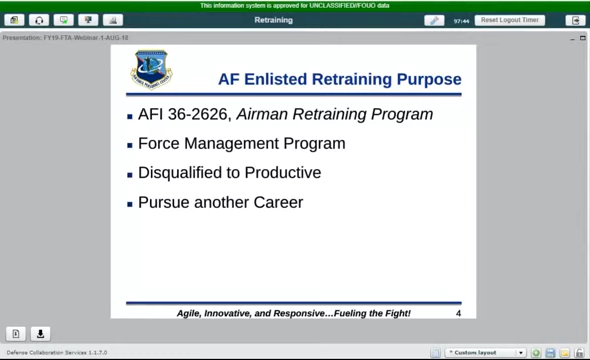 This information system is approved for UNCLASSIFIED//FOUO data
Retraining
97:44
Reset Logout Timer
Presentation: FY19-FTA-Webinar-1-AUG-18
AF Enlisted Retraining Purpose
AFI 36-2626, Airman Retraining Program
Force Management Program
Disqualified to Productive
Pursue another Career
Agile, Innovative, and Responsive…Fueling the Fight!
4
Defense Collaboration Services 1.1.7.0
* Custom layout